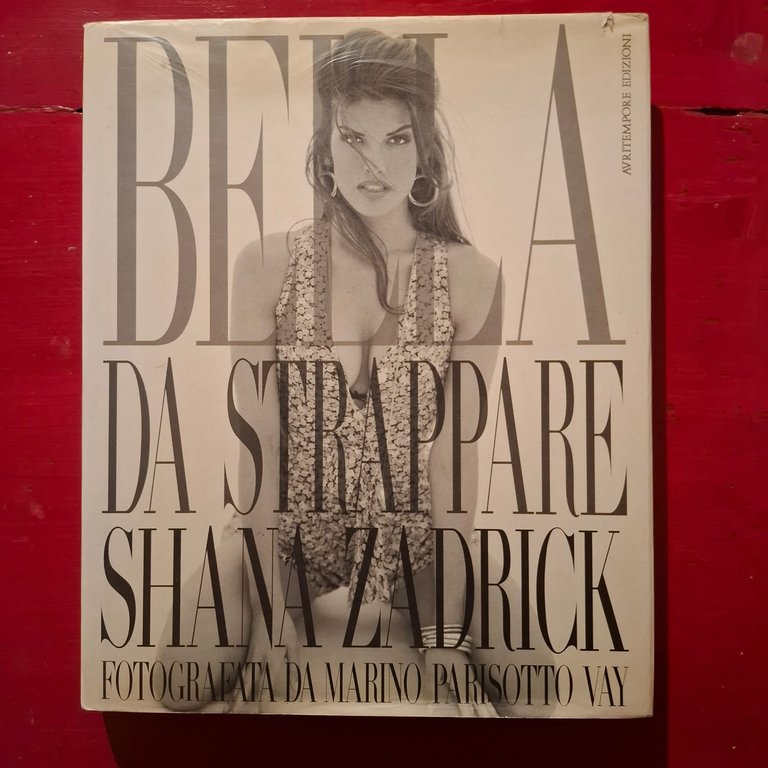 BELLA
DA STRAPPARE
SHANA ZADRICK
FOTOGRAFATA DA MARINO PARISOTTO VAY
AVRITEMPORE EDIZIONI